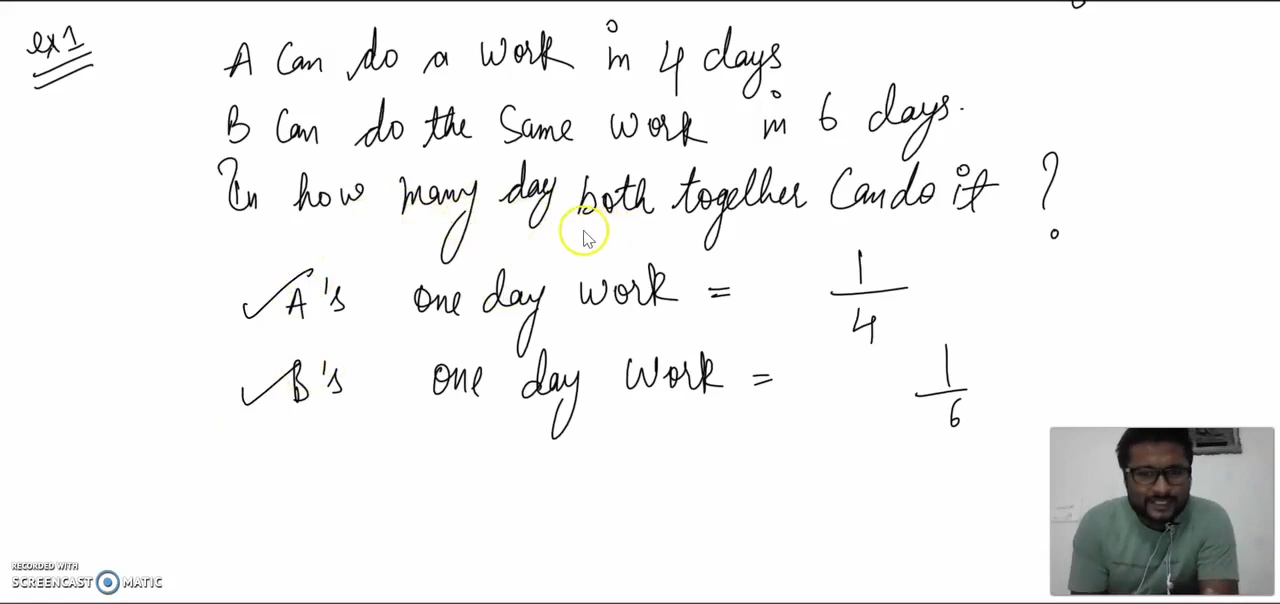 ex1
A Can do a work in 4 days
B Can do the Same work in 6 days.
In how many day both together Can do it ?
A's one day work = 1/4
B's one day Work = 1/6
RECORDED WITH
SCREENCAST MATIC